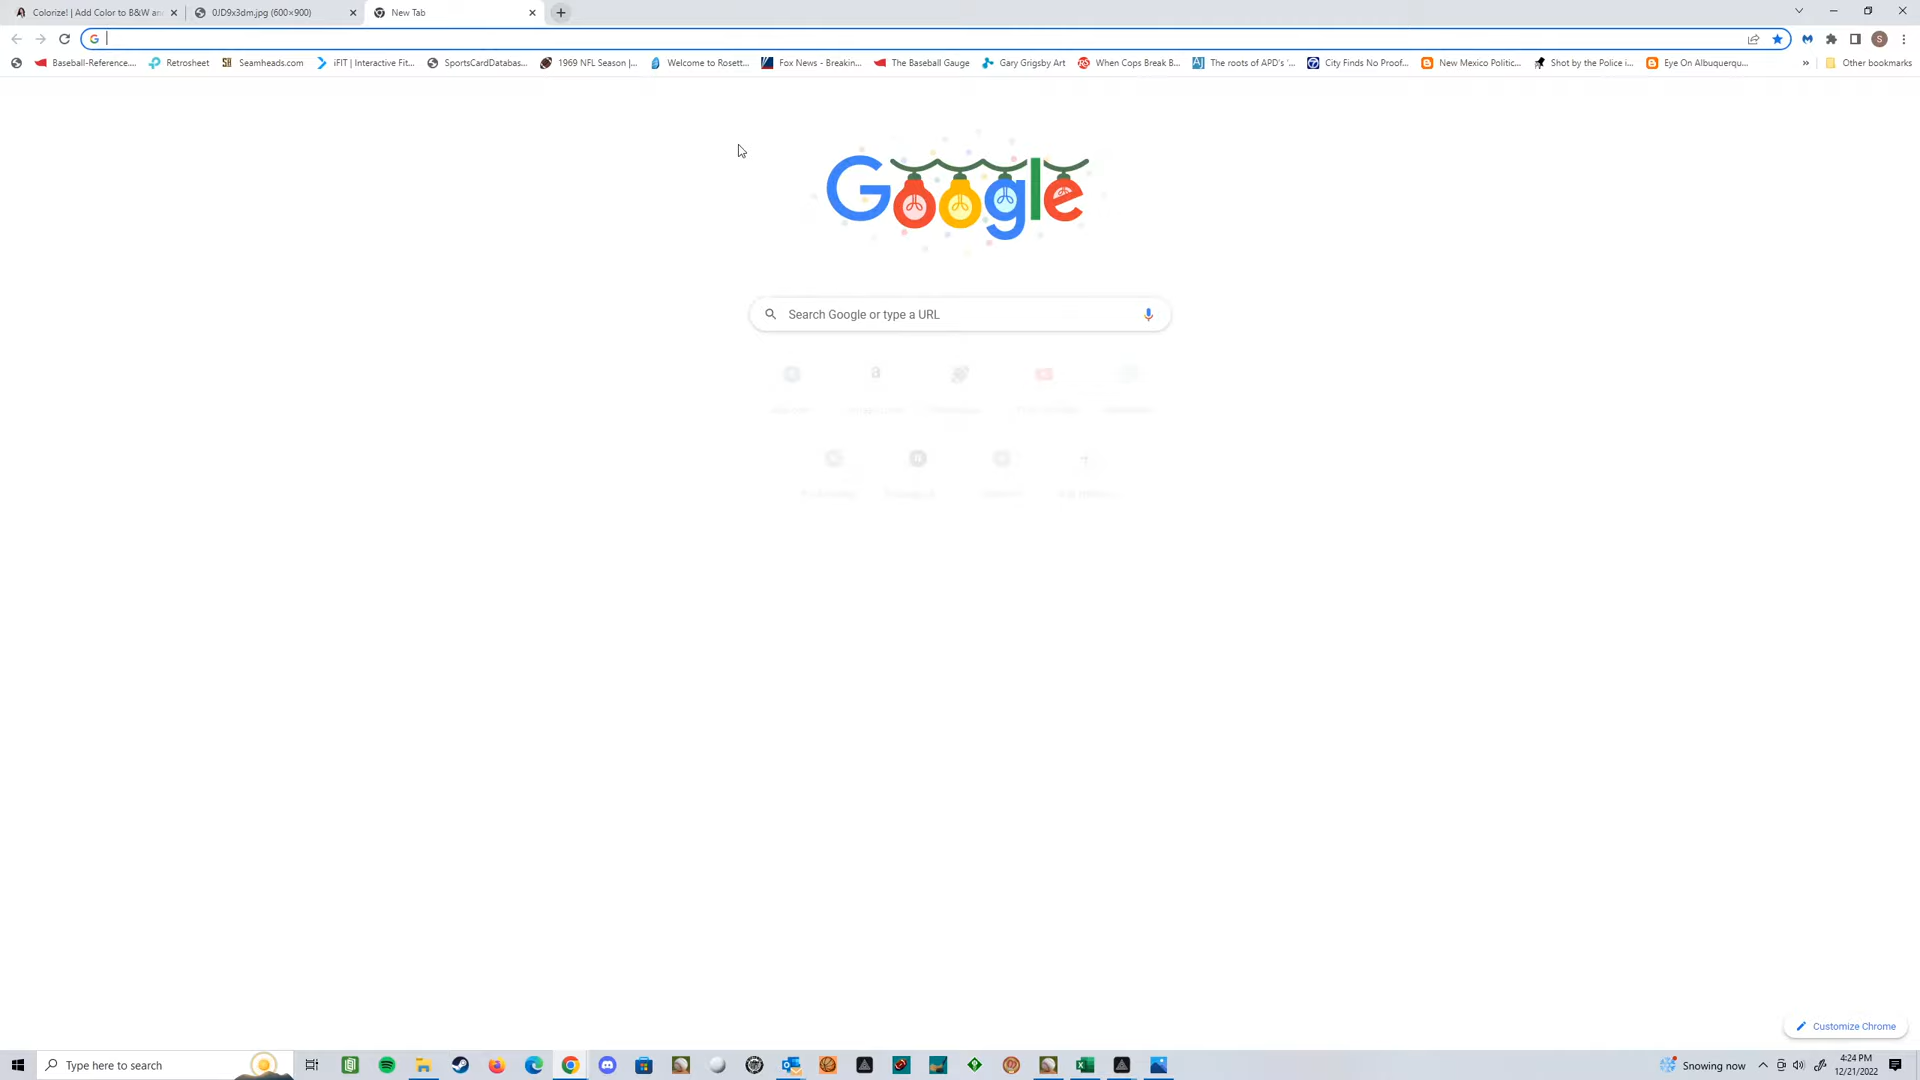 Colorize! | Add Color to B&W an
0JD9x3dm.jpg (600×900)
New Tab
Baseball-Reference....
Retrosheet
Seamheads.com
iFIT | Interactive Fit...
SportsCardDatabas...
1969 NFL Season |...
Welcome to Rosett...
Fox News - Breakin...
The Baseball Gauge
Gary Grigsby Art
When Cops Break B...
The roots of APD's '...
City Finds No Proof...
New Mexico Politic...
Shot by the Police i...
Eye On Albuquerqu...
»
Other bookmarks
Google
Search Google or type a URL
Customize Chrome
Type here to search
Snowing now
4:24 PM
12/21/2022